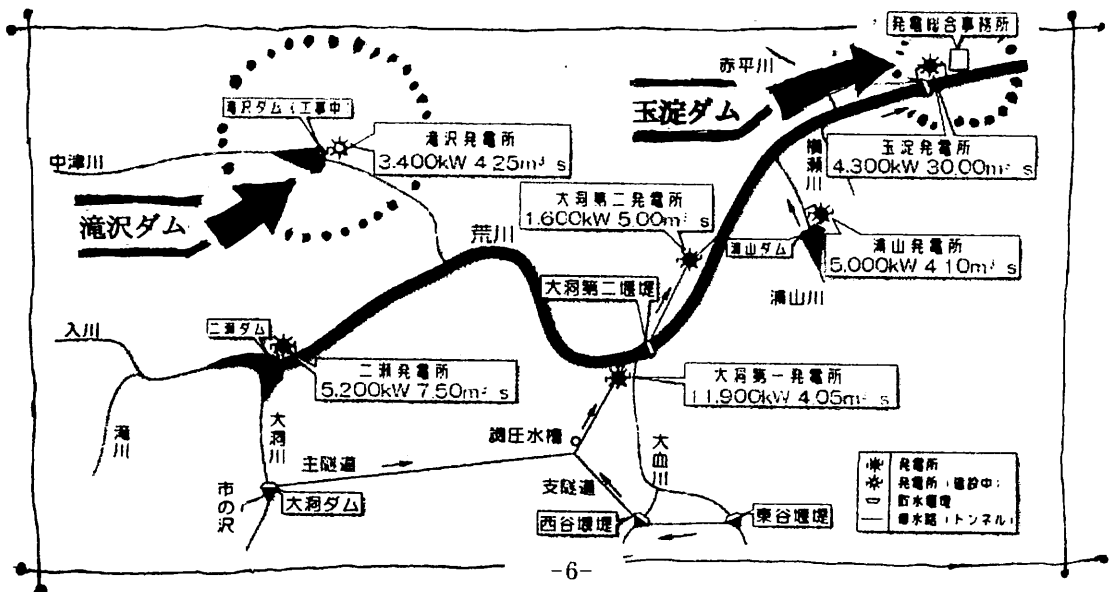 発電総合事務所
赤平川
玉淀ダム
滝沢ダム(工事中)
滝沢発電所
3.400kW 4.25m³ s
中津川
横瀬川
玉淀発電所
4.300kW 30.00m³ s
大洞第二発電所
1.600kW 5.00m³ s
滝沢ダム
荒川
浦山ダム
浦山発電所
5.000kW 4.10m³ s
大洞第二堰堤
浦山川
入川
二瀬ダム
二瀬発電所
5.200kW 7.50m³ s
大洞第一発電所
11.900kW 4.05m³ s
滝川
大洞川
調圧水槽
大血川
主隧道
市の沢
大洞ダム
支隧道
西谷堰堤
東谷堰堤
発電所
発電所(建設中)
貯水堰堤
導水路(トンネル)
-6-